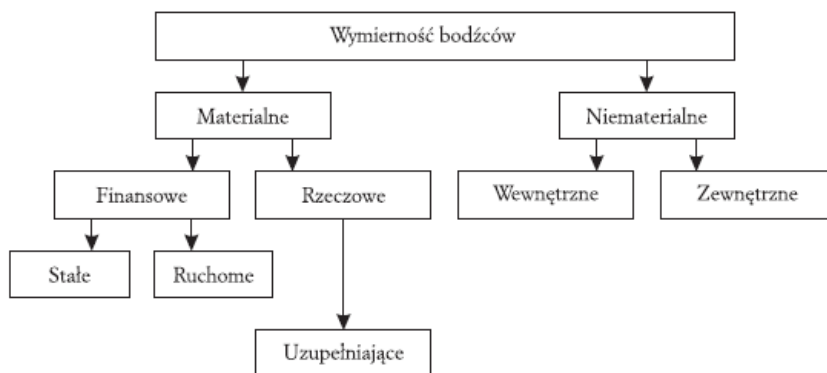 Wymierność bodźców
Materialne
Niematerialne
Finansowe
Rzeczowe
Wewnętrzne
Zewnętrzne
Stałe
Ruchome
Uzupełniające